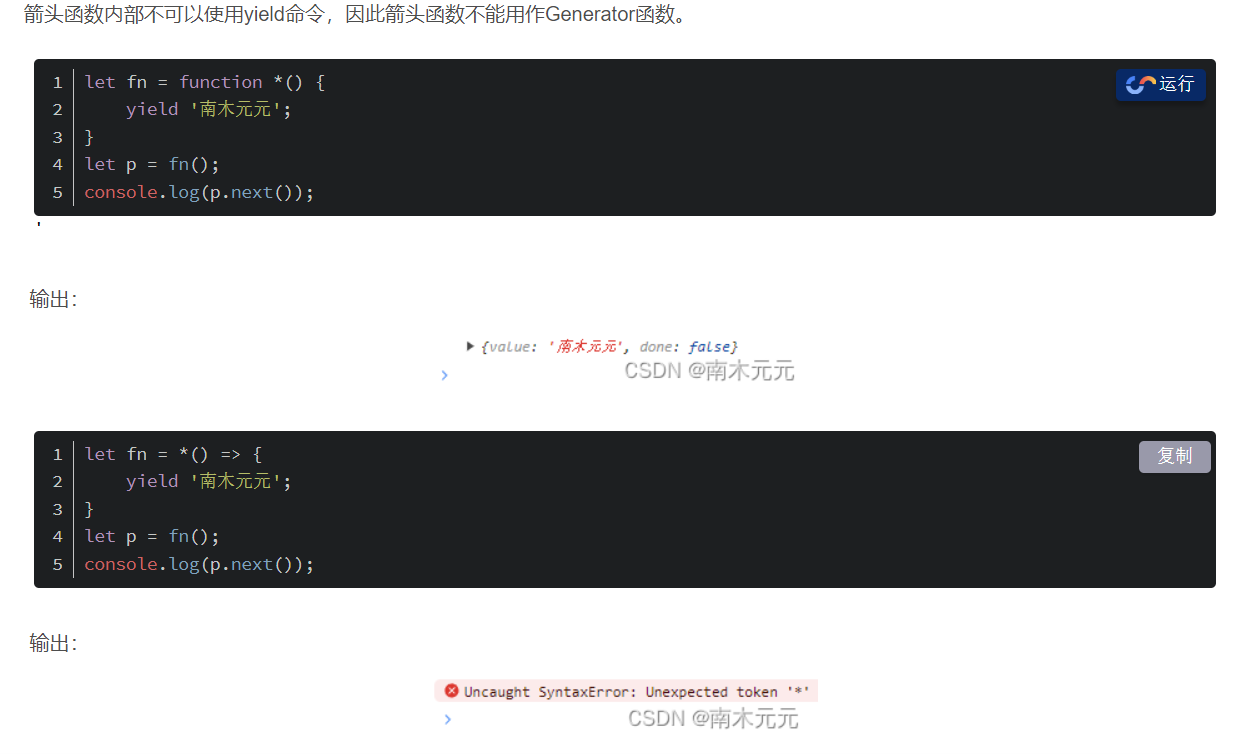 箭头函数内部不可以使用yield命令，因此箭头函数不能用作Generator函数。
1 let fn = function *() {
运行
2     yield '南木元元';
3 }
4 let p = fn();
5 console.log(p.next());
输出：
▶ {value: '南木元元', done: false}
CSDN @南木元元
1 let fn = *() => {
复制
2     yield '南木元元';
3 }
4 let p = fn();
5 console.log(p.next());
输出：
Uncaught SyntaxError: Unexpected token '*'
CSDN @南木元元